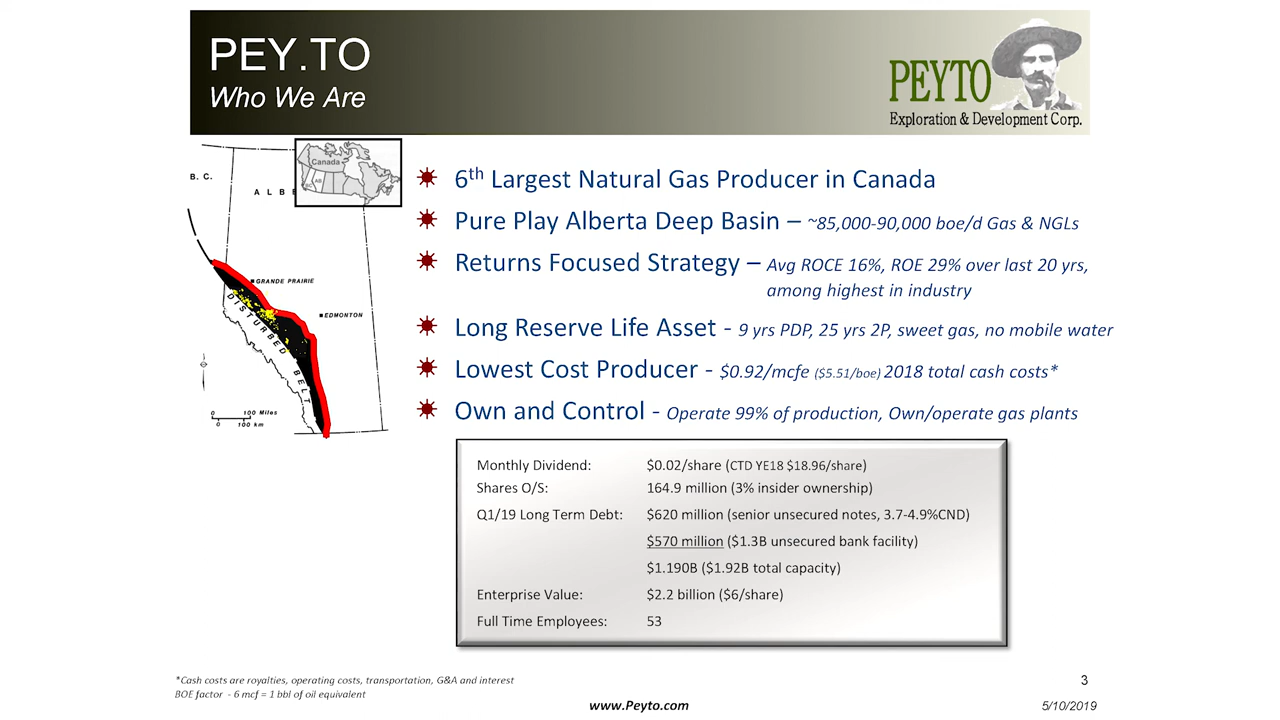 PEY.TO
Who We Are
PEYTO
Exploration & Development Corp.
B. C.
A L B E
Canada
BC
AB
GRANDE PRAIRIE
EDMONTON
DISTURBED BELT
0 100 Miles
0 100 km
6th Largest Natural Gas Producer in Canada
Pure Play Alberta Deep Basin – ~85,000-90,000 boe/d Gas & NGLs
Returns Focused Strategy – Avg ROCE 16%, ROE 29% over last 20 yrs,
among highest in industry
Long Reserve Life Asset - 9 yrs PDP, 25 yrs 2P, sweet gas, no mobile water
Lowest Cost Producer - $0.92/mcfe ($5.51/boe) 2018 total cash costs*
Own and Control - Operate 99% of production, Own/operate gas plants
Monthly Dividend: $0.02/share (CTD YE18 $18.96/share)
Shares O/S: 164.9 million (3% insider ownership)
Q1/19 Long Term Debt: $620 million (senior unsecured notes, 3.7-4.9%CND)
$570 million ($1.3B unsecured bank facility)
$1.190B ($1.92B total capacity)
Enterprise Value: $2.2 billion ($6/share)
Full Time Employees: 53
*Cash costs are royalties, operating costs, transportation, G&A and interest
BOE factor - 6 mcf = 1 bbl of oil equivalent
3
www.Peyto.com
5/10/2019